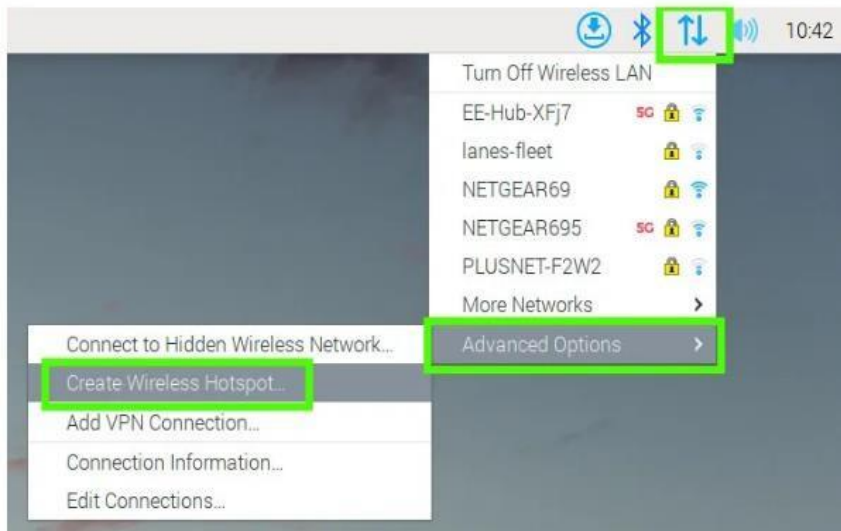 10:42
Turn Off Wireless LAN
EE-Hub-XFj7 5G
lanes-fleet
NETGEAR69
NETGEAR695 5G
PLUSNET-F2W2
More Networks
Advanced Options
Connect to Hidden Wireless Network...
Create Wireless Hotspot...
Add VPN Connection...
Connection Information...
Edit Connections...